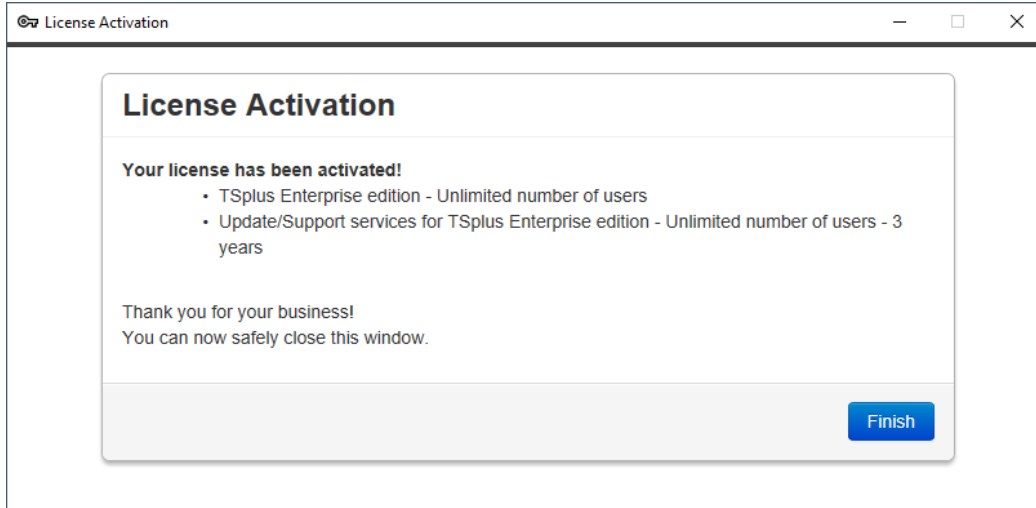 License Activation
License Activation
Your license has been activated!
• TSplus Enterprise edition - Unlimited number of users
• Update/Support services for TSplus Enterprise edition - Unlimited number of users - 3
years
Thank you for your business!
You can now safely close this window.
Finish